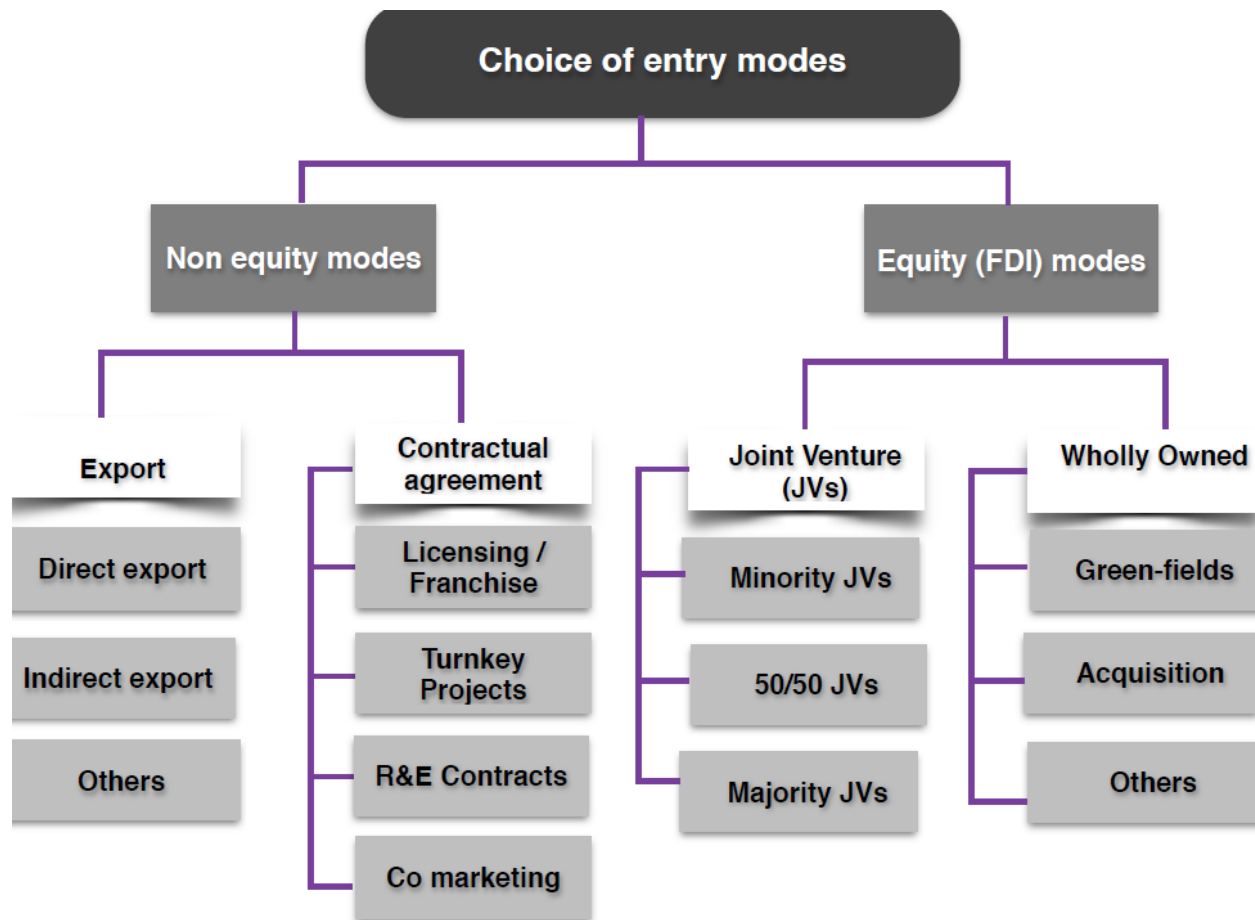 Choice of entry modes
Non equity modes
Equity (FDI) modes
Export
Direct export
Indirect export
Others
Contractual
agreement
Licensing /
Franchise
Turnkey
Projects
R&E Contracts
Co marketing
Joint Venture
(JVs)
Minority JVs
50/50 JVs
Majority JVs
Wholly Owned
Green-fields
Acquisition
Others